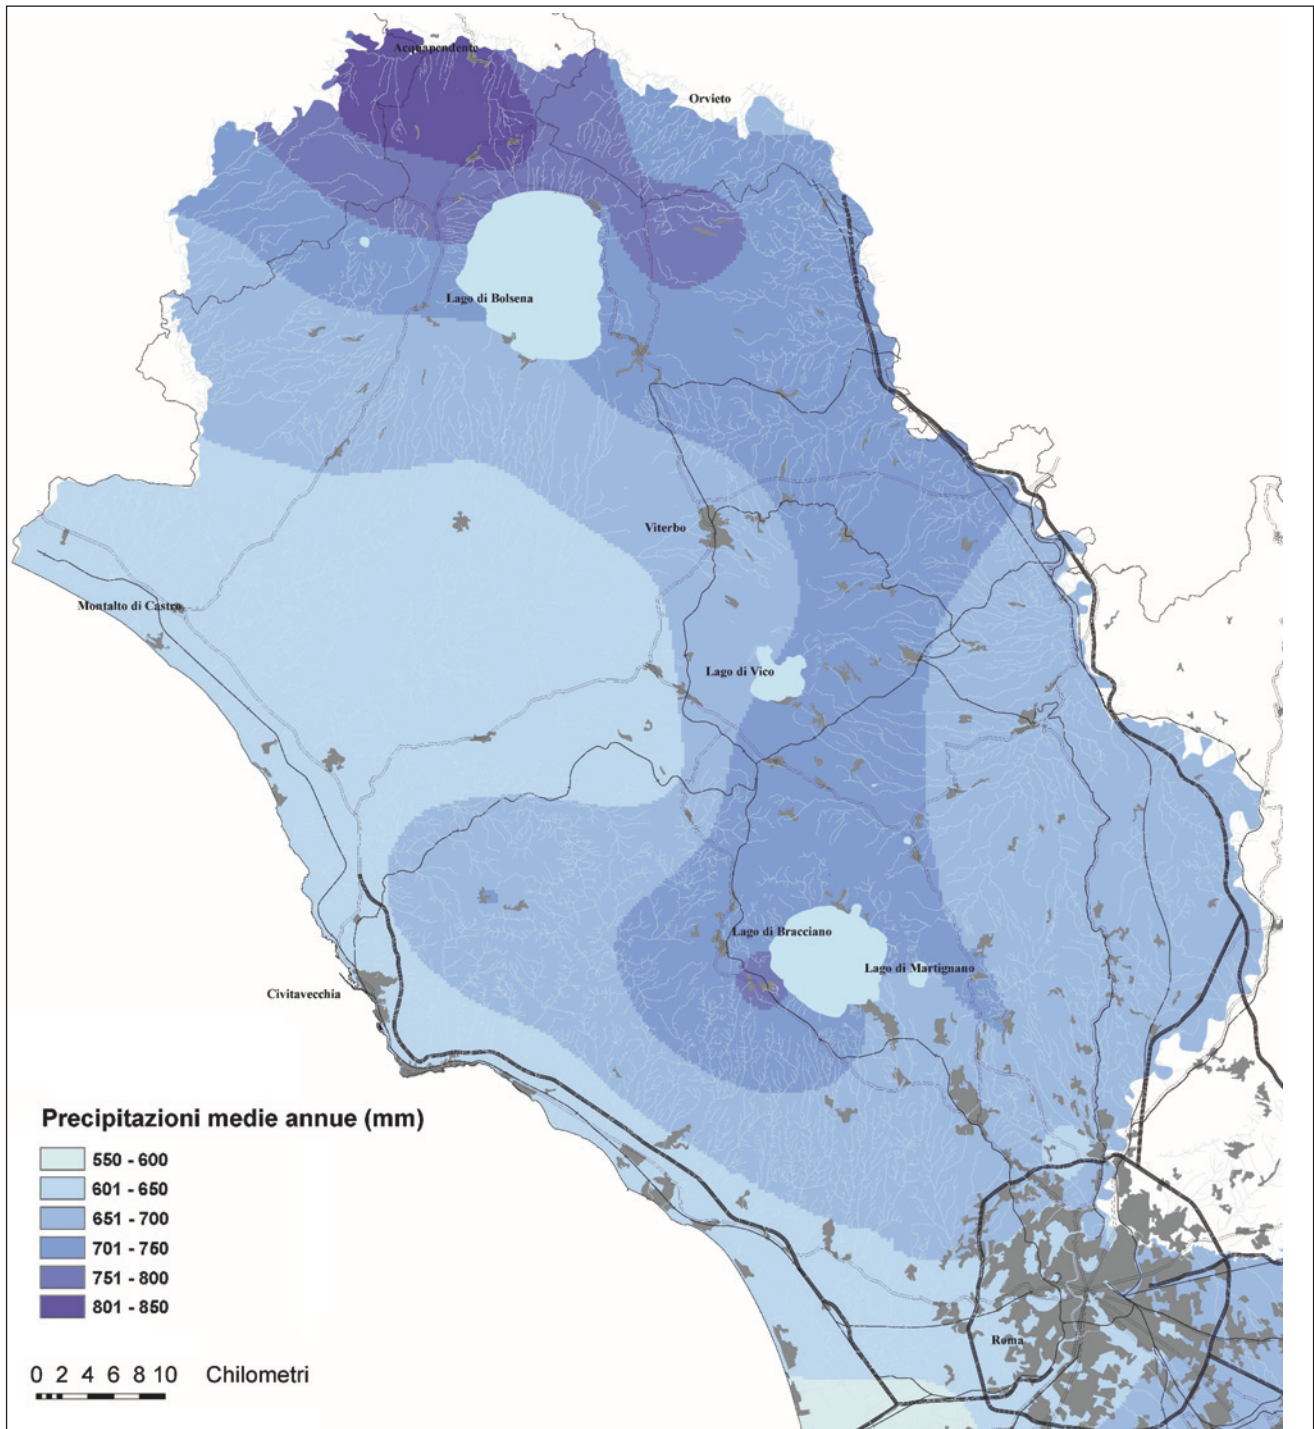 Acquapendente
Orvieto
Lago di Bolsena
Viterbo
Montalto di Castro
Lago di Vico
Lago di Bracciano
Lago di Martignano
Civitavecchia
Precipitazioni medie annue (mm)
550 - 600
601 - 650
651 - 700
701 - 750
751 - 800
801 - 850
Roma
0 2 4 6 8 10 Chilometri